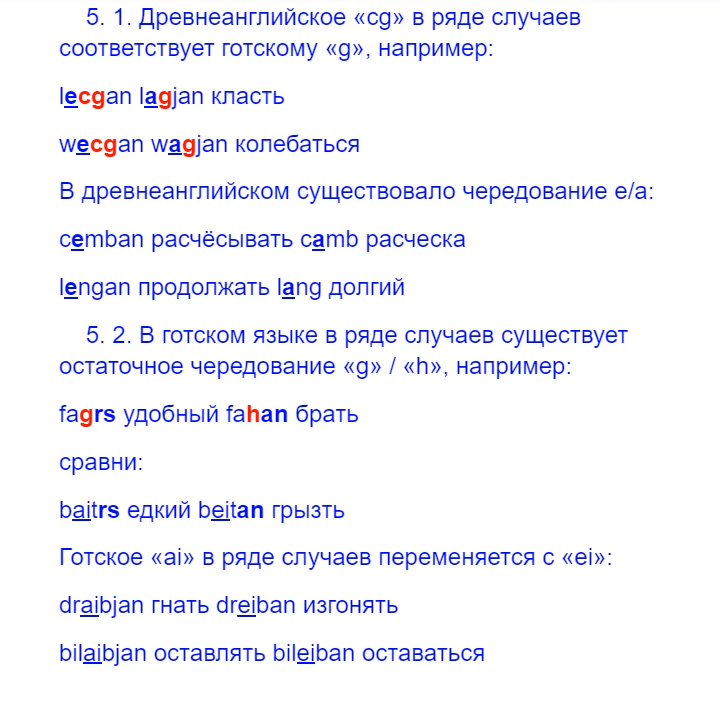 5. 1. Древнеанглийское «cg» в ряде случаев
соответствует готскому «g», например:
lecgan lagjan класть
wecgan wagjan колебаться
В древнеанглийском существовало чередование e/a:
cemban расчёсывать camb расческа
lengan продолжать lang долгий
5. 2. В готском языке в ряде случаев существует
остаточное чередование «g» / «h», например:
fagrs удобный fahan брать
сравни:
baitrs едкий beitan грызть
Готское «ai» в ряде случаев переменяется с «ei»:
draibjan гнать dreiban изгонять
bilaibjan оставлять bileiban оставаться